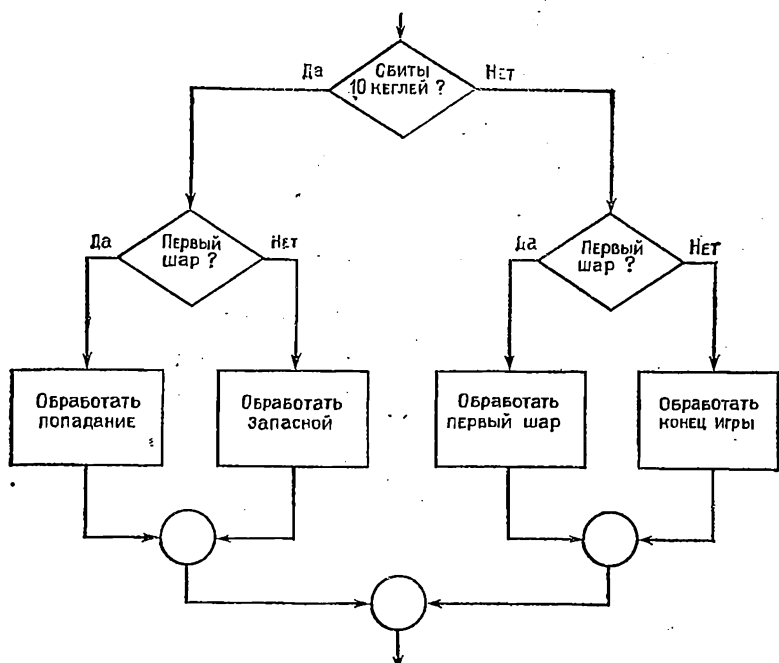 Сбиты
10 кеглей ?
Да
Нет
Первый
шар ?
Да
Нет
Первый
шар ?
Да
Нет
Обработать
попадание
Обработать
запасной
Обработать
первый шар
Обработать
конец игры